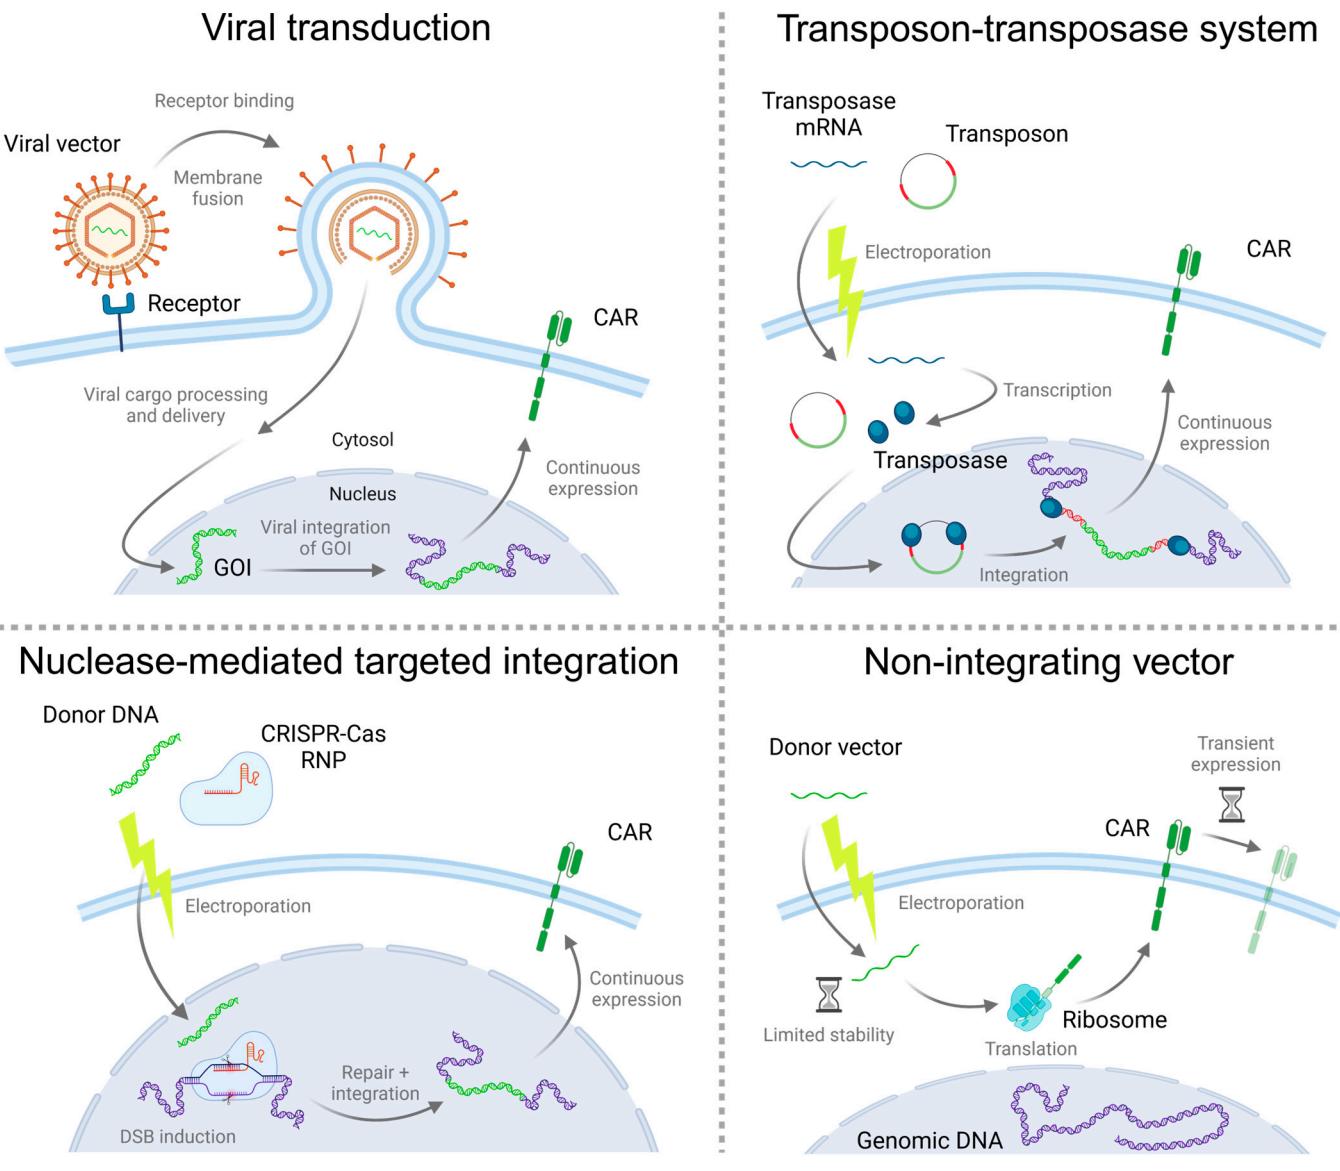 Viral transduction
Receptor binding
Viral vector
Membrane
fusion
Receptor
CAR
Viral cargo processing
and delivery
Cytosol
Nucleus
Continuous
expression
Viral integration
of GOI
GOI
Transposon-transposase system
Transposase
mRNA
Transposon
Electroporation
CAR
Transcription
Transposase
Continuous
expression
Integration
Nuclease-mediated targeted integration
Donor DNA
CRISPR-Cas
RNP
CAR
Electroporation
Continuous
expression
Repair +
integration
DSB induction
Non-integrating vector
Donor vector
Transient
expression
CAR
Electroporation
Limited stability
Ribosome
Translation
Genomic DNA